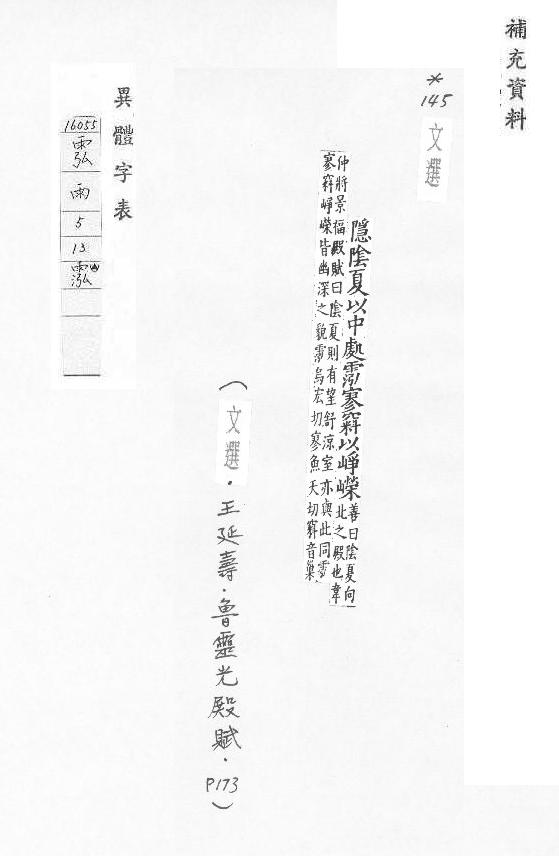 補充資料
*
145
文選
隱陰夏以中處霐寥窲以崢嶸
善曰陰夏向
北之殿也韋
仲將景福殿賦曰陰夏則有望舒涼室亦與此同霐
寥窲崢嶸皆幽深之貌霐烏宏切寥魚天切窲音巢
(文選．王延壽．魯靈光殿賦．P173)
異體字表
16055
雨
5
13
霐